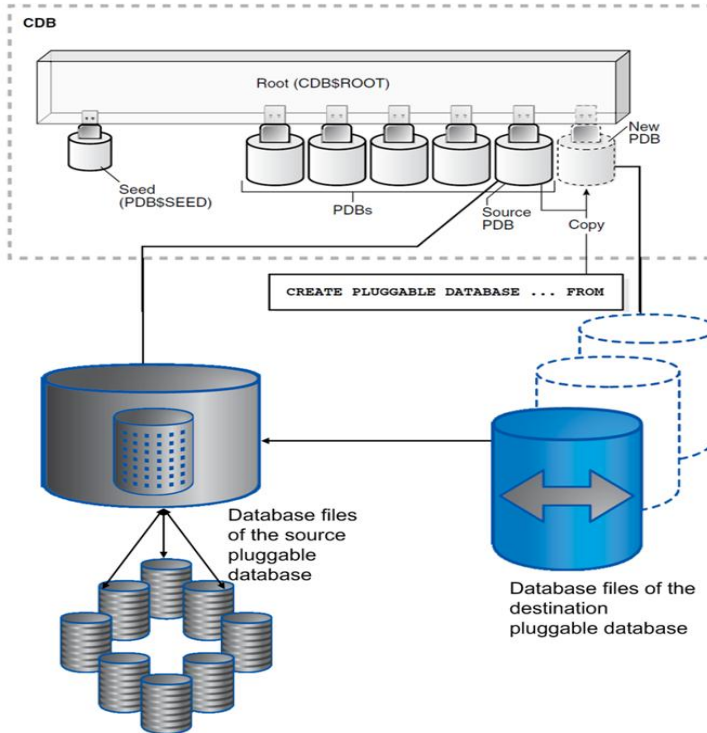 CDB
Root (CDB$ROOT)
New
PDB
Seed
(PDB$SEED)
PDBs
Source
PDB
Copy
CREATE PLUGGABLE DATABASE ... FROM
Database files
of the source
pluggable
database
Database files of the
destination
pluggable database